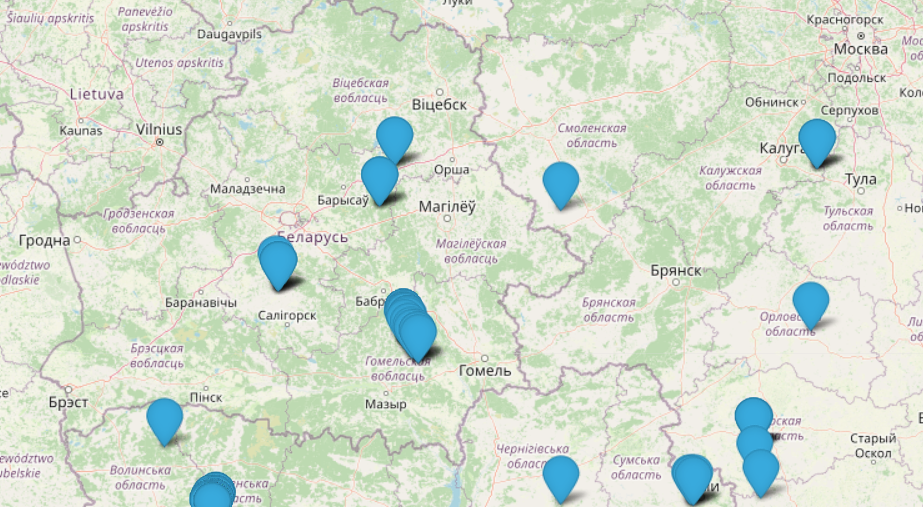 Луки
Šiaulių apskritis
Panevėžio
apskritis
Daugavpils
Красногорск
Москва
Utenos apskritis
Віцебская
вобласць
Подольск
Lietuva
Віцебск
Обнинск
Серпухов
Kaunas
Vilnius
Смоленская
область
Калуга
Орша
Маладзечна
Барысаў
Калужская
область
Тула
Магілёў
Гродзенская
вобласць
Тульская
область
Гродна
Беларусь
Магілёўская
вобласць
Брянск
Баранавічы
Салігорск
Брянская
область
Орловская
область
Брэсцкая
вобласць
Гомельская
вобласць
Гомель
Брэст
Пінск
Мазыр
Старый
Оскол
Волинська
область
Чернігівська
Сумська
область